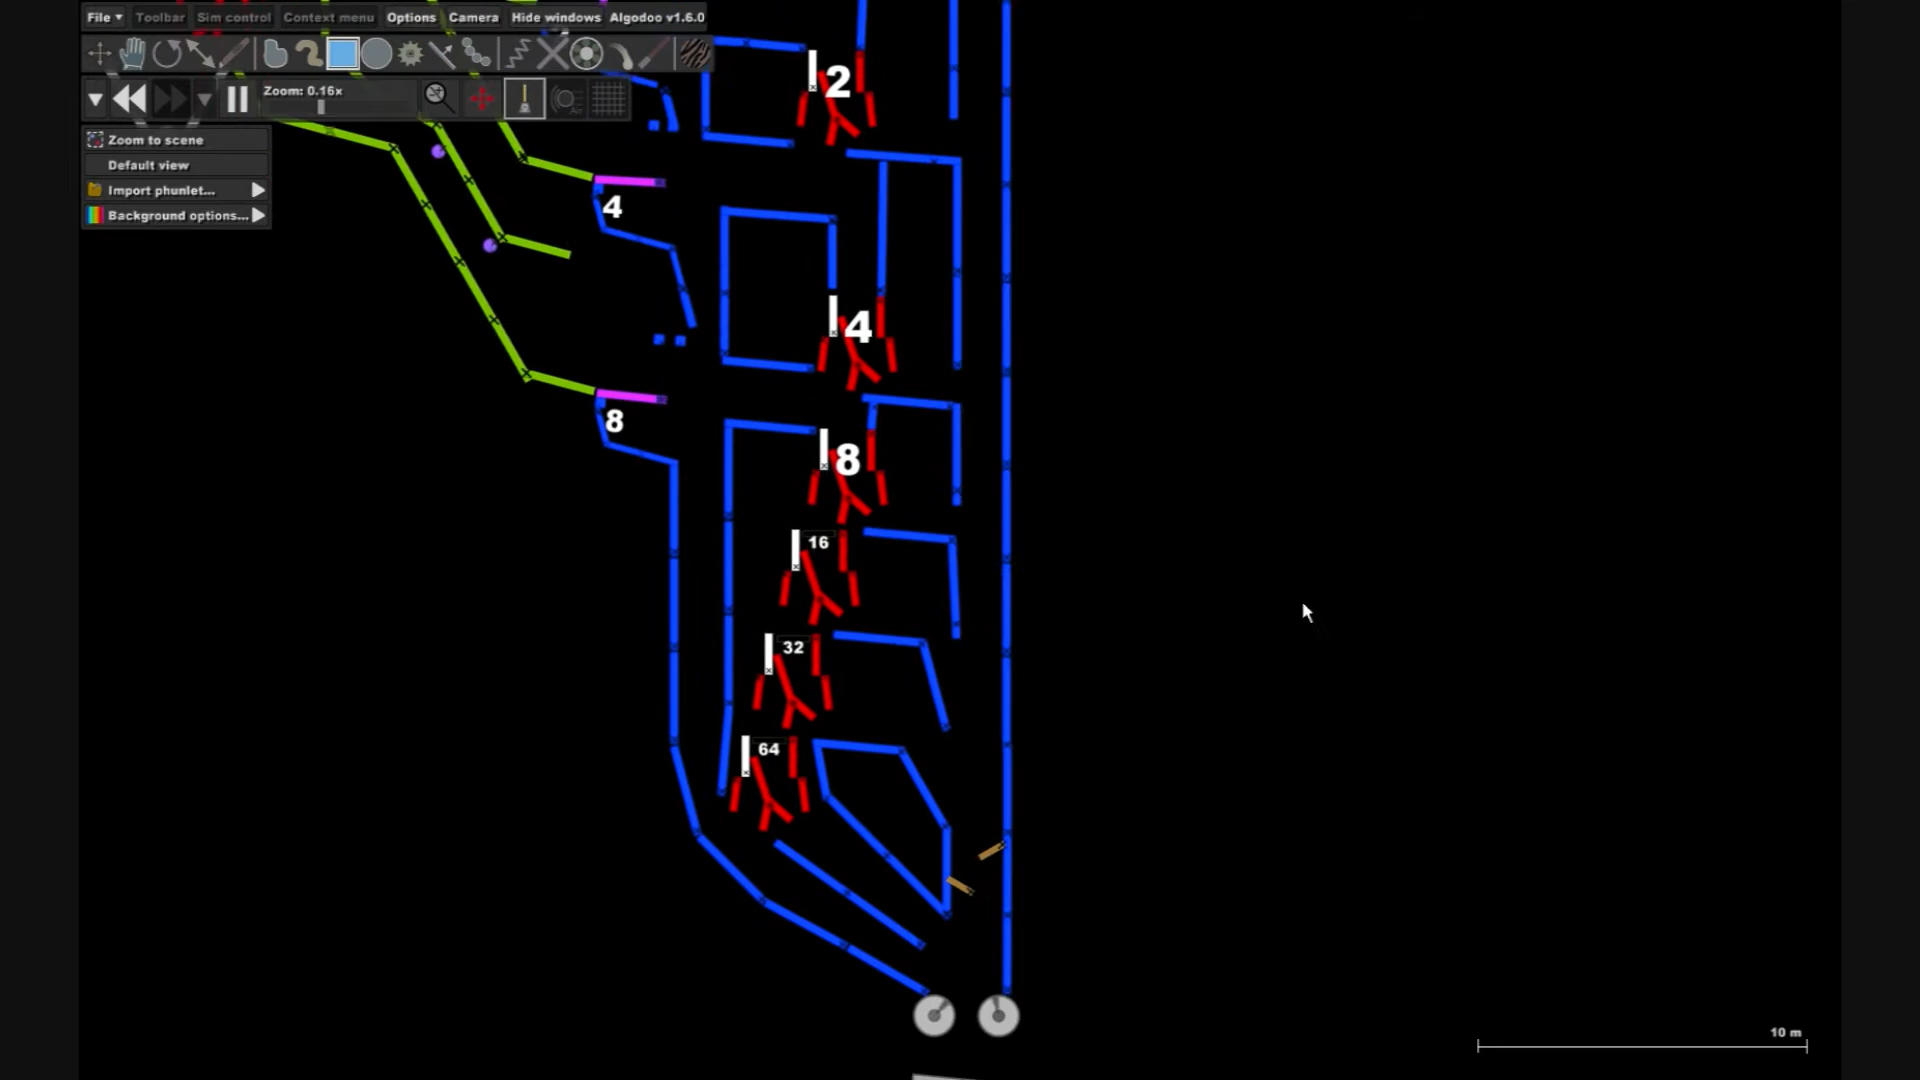 File Toolbar Sim control Context menu Options Camera Hide windows Algodoo v1.6.0
Zoom: 0.16x
Zoom to scene
Default view
Import phunlet...
Background options...
2
4
4
8
8
16
32
64
10 m